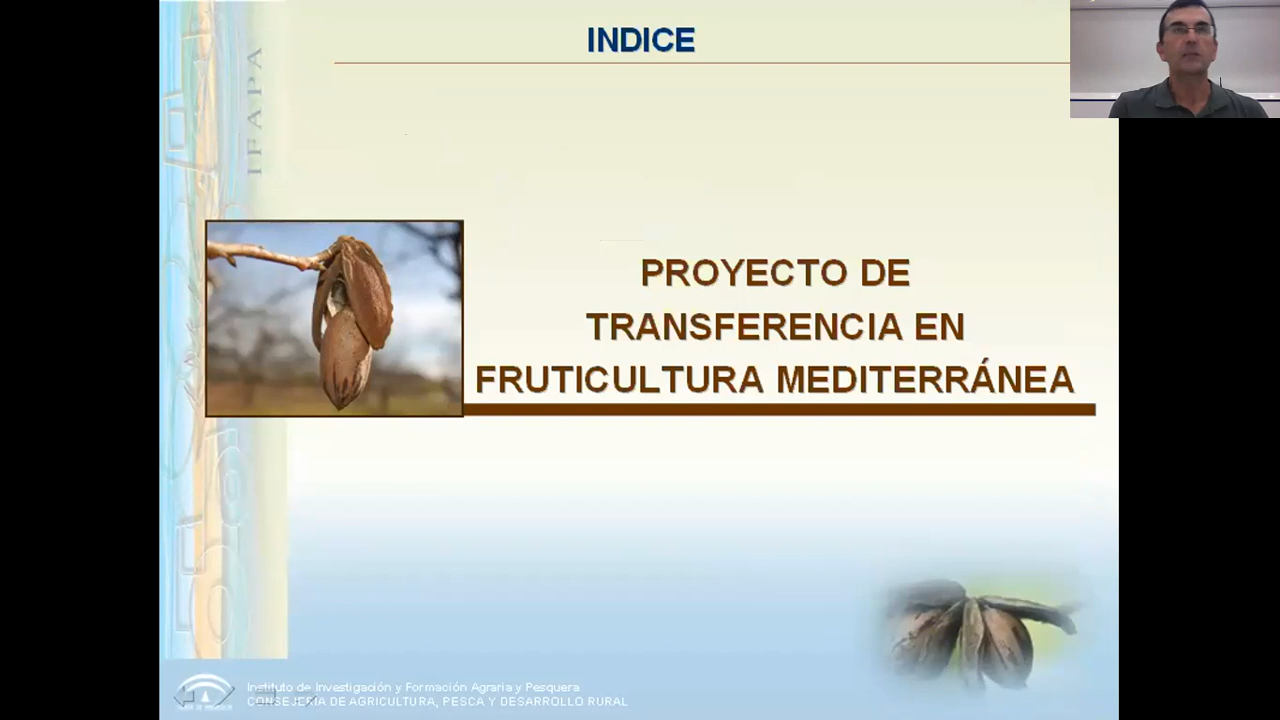 INDICE
IFAPA
PROYECTO DE
TRANSFERENCIA EN
FRUTICULTURA MEDITERRÁNEA
Instituto de Investigación y Formación Agraria y Pesquera
CONSEJERIA DE AGRICULTURA, PESCA Y DESARROLLO RURAL